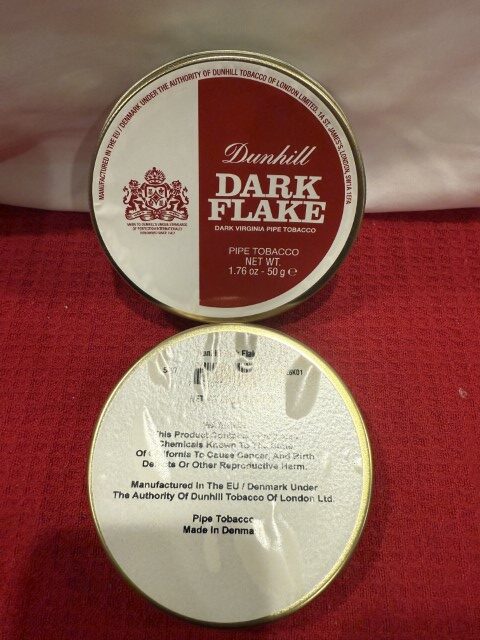 MANUFACTURED IN THE EU / DENMARK UNDER THE AUTHORITY OF DUNHILL TOBACCO OF LONDON LIMITED, 1A ST. JAMES'S, LONDON, SW1A 1EF
Dunhill
DARK
FLAKE
DARK VIRGINIA PIPE TOBACCO
PIPE TOBACCO
NET WT.
1.76 oz - 50 g e
This Product
Chemicals Known To The
Of California To Cause Cancer, And Birth
Defects Or Other Reproductive Harm.
Manufactured In The EU / Denmark Under
The Authority Of Dunhill Tobacco Of London Ltd.
Pipe Tobacco
Made In Denma